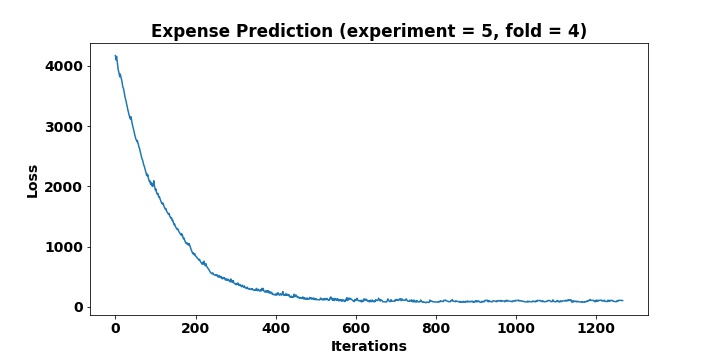 Expense Prediction (experiment = 5, fold = 4)
4000
3000
2000
1000
0
Loss
0 200 400 600 800 1000 1200
Iterations